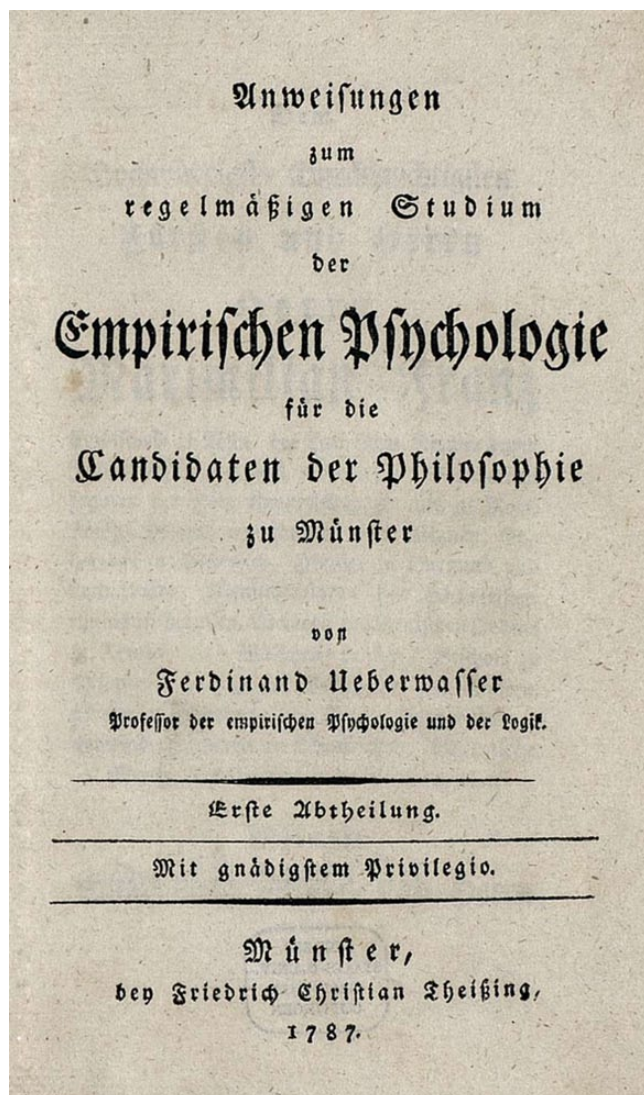 Anweisungen
zum
regelmäßigen Studium
der
Empirischen Psychologie
für die
Candidaten der Philosophie
zu Münster
von
Ferdinand Ueberwasser
Professor der empirischen Psychologie und der Logik.
Erste Abtheilung.
Mit gnädigstem Privilegio.
Münster,
bey Friedrich Christian Theißing,
1787.